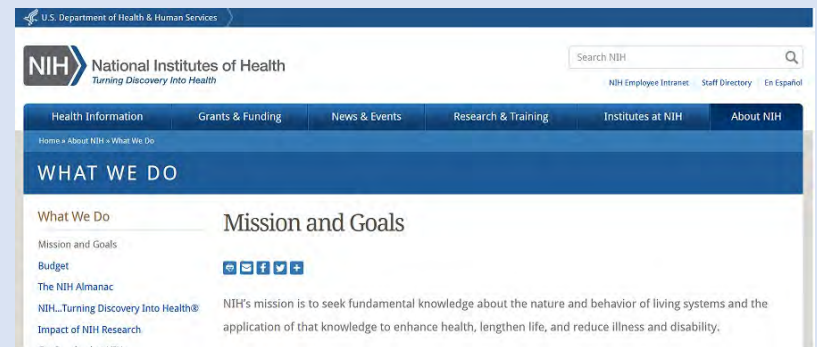 U.S. Department of Health & Human Services
NIH
National Institutes of Health
Turning Discovery Into Health
Search NIH
NIH Employee Intranet Staff Directory En Español
Health Information Grants & Funding News & Events Research & Training Institutes at NIH About NIH
Home » About NIH » What We Do
WHAT WE DO
What We Do
Mission and Goals
Budget
The NIH Almanac
NIH...Turning Discovery Into Health®
Impact of NIH Research
Mission and Goals
NIH's mission is to seek fundamental knowledge about the nature and behavior of living systems and the
application of that knowledge to enhance health, lengthen life, and reduce illness and disability.